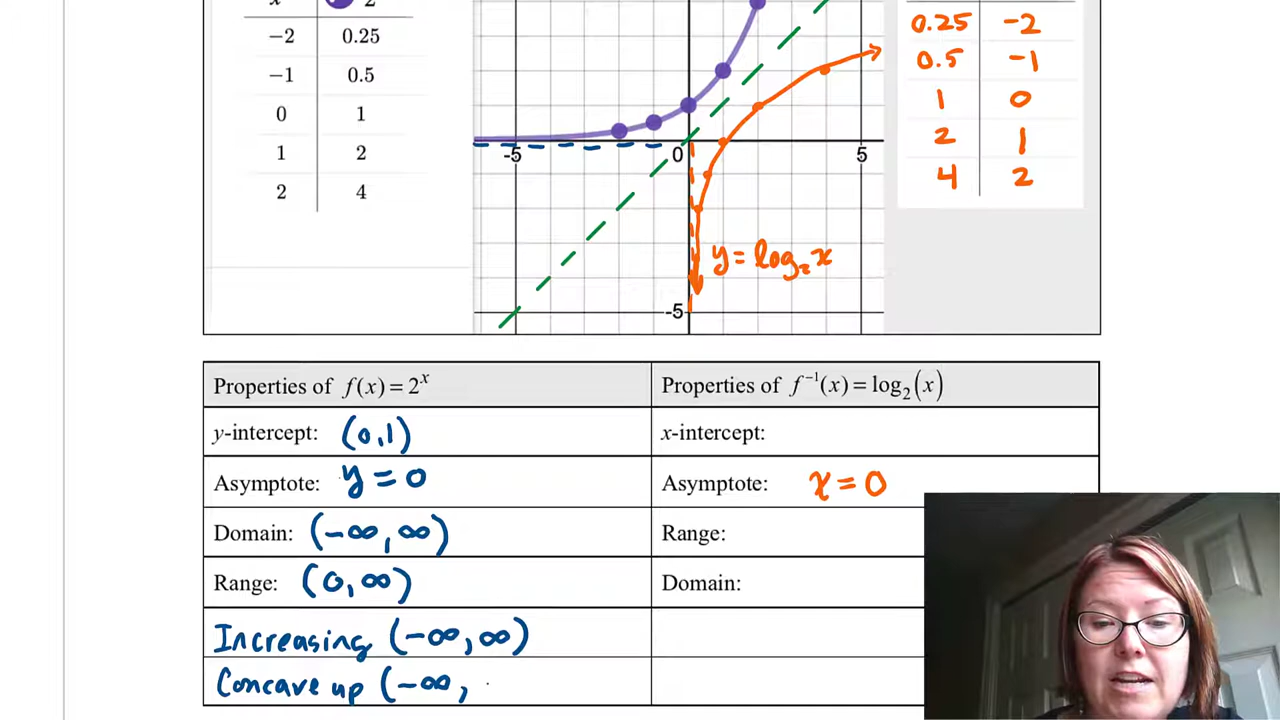 x 2
-2 0.25
-1 0.5
0 1
1 2
2 4
-5 0 5
-5
y = log₂ x
0.25 -2
0.5 -1
1 0
2 1
4 2
Properties of f(x) = 2ˣ Properties of f⁻¹(x) = log₂(x)
y-intercept: (0,1) x-intercept:
Asymptote: y = 0 Asymptote: x = 0
Domain: (-∞, ∞) Range:
Range: (0, ∞) Domain:
Increasing (-∞, ∞)
Concave up (-∞,